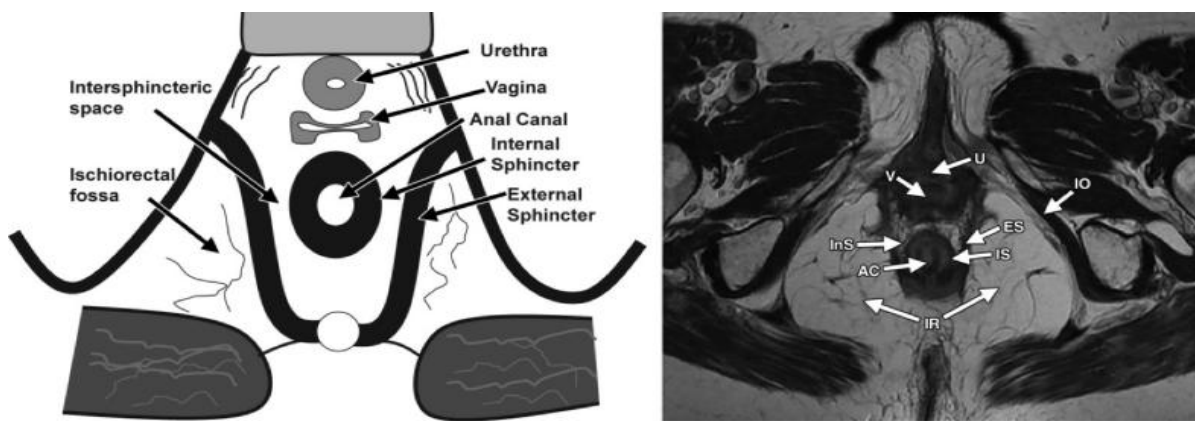 Urethra
Intersphincteric
space
Vagina
Anal Canal
Internal
Sphincter
Ischiorectal
fossa
External
Sphincter
U
V
IO
ES
InS
IS
AC
IR